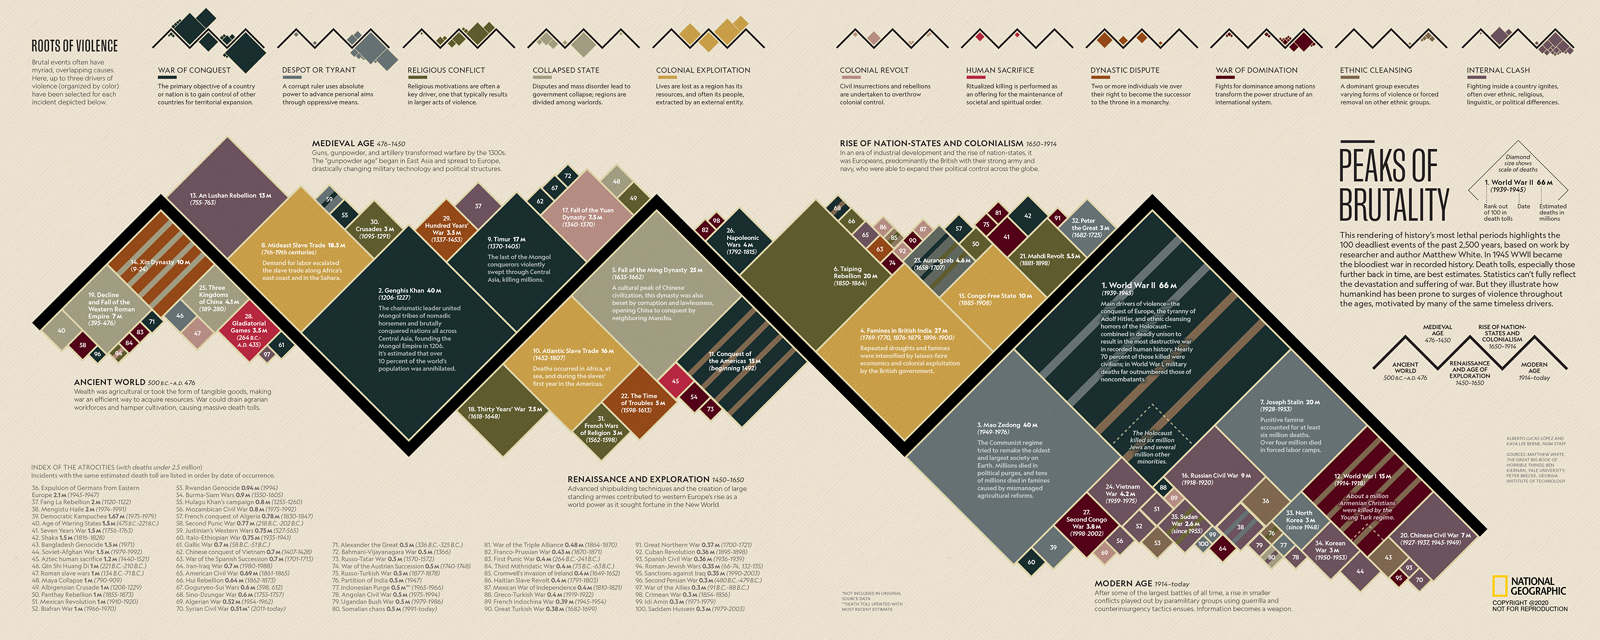 ROOTS OF VIOLENCE
Brutal events often have
myriad, overlapping causes.
Here, up to three drivers of
violence (organized by color)
have been selected for each
incident depicted below.
WAR OF CONQUEST
The primary objective of a country
or nation is to gain control of other
countries for territorial expansion.
DESPOT OR TYRANT
A corrupt ruler uses absolute
power to advance personal aims
through oppressive means.
RELIGIOUS CONFLICT
Religious motivations are often a
key driver, one that typically results
in larger acts of violence.
COLLAPSED STATE
Disputes and mass disorder lead to
government collapse; regions are
divided among warlords.
COLONIAL EXPLOITATION
Lives are lost as a region has its
resources, and often its people,
extracted by an external entity.
COLONIAL REVOLT
Civil insurrections and rebellions
are undertaken to overthrow
colonial control.
HUMAN SACRIFICE
Ritualized killing is performed as
an offering for the maintenance of
societal and spiritual order.
DYNASTIC DISPUTE
Two or more individuals vie over
their right to become the successor
to the throne in a monarchy.
WAR OF DOMINATION
Fights for dominance among nations
transform the power structure of an
international system.
ETHNIC CLEANSING
A dominant group executes
varying forms of violence or forced
removal on other ethnic groups.
INTERNAL CLASH
Fighting inside a country ignites,
often over ethnic, religious,
linguistic, or political differences.
MEDIEVAL AGE 476–1450
Guns, gunpowder, and artillery transformed warfare by the 1300s.
The "gunpowder age" began in East Asia and spread to Europe,
drastically changing military technology and political structures.
RISE OF NATION-STATES AND COLONIALISM 1650–1914
In an era of industrial development and the rise of nation-states, it
was Europeans, predominantly the British with their strong army and
navy, who were able to expand their political control across the globe.
PEAKS OF
BRUTALITY
Diamond
size shows
scale of deaths
1. World War II 66 M
(1939-1945)
Rank out
of 100 in
death tolls
Date
Estimated
deaths in
millions
This rendering of history's most lethal periods highlights the
100 deadliest events of the past 2,500 years, based on work by
researcher and author Matthew White. In 1945 WWII became
the bloodiest war in recorded history. Death tolls, especially those
further back in time, are best estimates. Statistics can't fully reflect
the devastation and suffering of war. But they illustrate how
humankind has been prone to surges of violence throughout
the ages, motivated by many of the same timeless drivers.
MEDIEVAL
AGE
476–1450
RISE OF NATION-
STATES AND
COLONIALISM
1650–1914
ANCIENT
WORLD
500 B.C.–A.D. 476
RENAISSANCE
AND AGE OF
EXPLORATION
1450–1650
MODERN
AGE
1914–today
13. An Lushan Rebellion 13 M
(755-763)
14. Xin Dynasty 10 M
(9-24)
19. Decline
and Fall of the
Western Roman
Empire 7 M
(395-476)
25. Three
Kingdoms
of China 4.1 M
(189-280)
28.
Gladiatorial
Games 3.5 M
(264 B.C.-
A.D. 435)
40
58
96
94
84
83
71
46
47
97
61
8. Mideast Slave Trade 18.5 M
(7th-19th centuries)
Demand for labor escalated
the slave trade along Africa's
east coast and in the Sahara.
59
55
30.
Crusades 3 M
(1095-1291)
2. Genghis Khan 40 M
(1206-1227)
The charismatic leader united
Mongol tribes of nomadic
horsemen and brutally
conquered nations all across
Central Asia, founding the
Mongol Empire in 1206.
It's estimated that over
10 percent of the world's
population was annihilated.
29.
Hundred Years'
War 3.5 M
(1337-1453)
37
9. Timur 17 M
(1370-1405)
The last of the Mongol
conquerors violently
swept through Central
Asia, killing millions.
62
67
72
17. Fall of the Yuan
Dynasty 7.5 M
(1340-1370)
48
49
5. Fall of the Ming Dynasty 25 M
(1635-1662)
A cultural peak of Chinese
civilization, this dynasty was also
beset by corruption and lawlessness,
opening China to conquest by
neighboring Manchu.
10. Atlantic Slave Trade 16 M
(1452-1807)
Deaths occurred in Africa, at
sea, and during the slaves'
first year in the Americas.
18. Thirty Years' War 7.5 M
(1618-1648)
31.
French Wars
of Religion 3 M
(1562-1598)
22. The Time
of Troubles 5 M
(1598-1613)
45
54
73
11. Conquest of
the Americas 15 M
(beginning 1492)
82
98
26.
Napoleonic
Wars 4 M
(1792-1815)
6. Taiping
Rebellion 20 M
(1850-1864)
66
65
63
86
85
74
92
90
87
23. Aurangzeb 4.6 M
(1658-1707)
57
50
75
81
41
42
91
21. Mahdi Revolt 5.5 M
(1881-1898)
32. Peter
the Great 3 M
(1682-1725)
15. Congo Free State 10 M
(1885-1908)
4. Famines in British India 27 M
(1769-1770, 1876-1879, 1896-1900)
Repeated droughts and famines
were intensified by laissez-faire
economics and colonial exploitation
by the British government.
1. World War II 66 M
(1939-1945)
Main drivers of violence—the
conquest of Europe, the tyranny of
Adolf Hitler, and ethnic cleansing
horrors of the Holocaust—
combined in deadly unison to
result in the most destructive war
in recorded human history. Nearly
70 percent of those killed were
civilians; in World War I, military
deaths far outnumbered those of
noncombatants.
The Holocaust
killed six million
Jews and several
million other
minorities.
3. Mao Zedong 40 M
(1949-1976)
The Communist regime
tried to remake the oldest
and largest society on
Earth. Millions died in
political purges, and tens
of millions died in famines
caused by mismanaged
agricultural reforms.
7. Joseph Stalin 20 M
(1928-1953)
Punitive famine
accounted for at least
six million deaths.
Over four million died
in forced labor camps.
12. World War I 15 M
(1914-1918)
About a million
Armenian Christians
were killed by the
Young Turk regime.
16. Russian Civil War 9 M
(1918-1920)
24. Vietnam
War 4.2 M
(1959-1975)
27.
Second Congo
War 3.8 M
(1998-2002)
35. Sudan
War 2.6 M
(since 1955)
33. North
Korea 3 M
(since 1948)
34. Korean
War 3 M
(1950-1953)
20. Chinese Civil War 7 M
(1927-1937, 1945-1949)
60
39
69
56
52
51
53
88
89
36
38
64
99
100
44
43
95
93
70
ANCIENT WORLD 500 B.C.–A.D. 476
Wealth was agricultural or took the form of tangible goods, making
war an efficient way to acquire resources. War could drain agrarian
workforces and hamper cultivation, causing massive death tolls.
RENAISSANCE AND EXPLORATION 1450–1650
Advanced shipbuilding techniques and the creation of large
standing armies contributed to western Europe's rise as a
world power as it sought fortune in the New World.
MODERN AGE 1914–today
After some of the largest battles of all time, a rise in smaller
conflicts played out by paramilitary groups using guerilla and
counterinsurgency tactics ensues. Information becomes a weapon.
INDEX OF THE ATROCITIES (with deaths under 2.5 million)
Incidents with the same estimated death toll are listed in order by date of occurrence.
36. Expulsion of Germans from Eastern
Europe 2.1 M (1945-1947)
37. Fang La Rebellion 2 M (1120-1122)
38. Mengistu Haile 2 M (1974-1991)
39. Democratic Kampuchea 1.67 M (1975-1979)
40. Age of Warring States 1.5 M (475 B.C.-221 B.C.)
41. Seven Years War 1.5 M (1756-1763)
42. Shaka 1.5 M (1816-1828)
43. Bangladesh Genocide 1.5 M (1971)
44. Soviet-Afghan War 1.5 M (1979-1992)
45. Aztec human sacrifice 1.2 M (1440-1521)
46. Qin Shi Huang Di 1 M (221 B.C.-210 B.C.)
47. Roman slave wars 1 M (134 B.C.-71 B.C.)
48. Maya Collapse 1 M (790-909)
49. Albigensian Crusade 1 M (1208-1229)
50. Panthay Rebellion 1 M (1855-1873)
51. Mexican Revolution 1 M (1910-1920)
52. Biafran War 1 M (1966-1970)
53. Rwandan Genocide 0.94 M (1994)
54. Burma-Siam Wars 0.9 M (1550-1605)
55. Hulagu Khan's campaign 0.8 M (1255-1260)
56. Mozambican Civil War 0.8 M (1975-1992)
57. French conquest of Algeria 0.78 M (1830-1847)
58. Second Punic War 0.77 M (218 B.C.-202 B.C.)
59. Justinian's Western Wars 0.75 M (527-565)
60. Italo-Ethiopian War 0.75 M (1935-1941)
61. Gallic War 0.7 M (58 B.C.-51 B.C.)
62. Chinese conquest of Vietnam 0.7 M (1407-1428)
63. War of the Spanish Succession 0.7 M (1701-1713)
64. Iran-Iraq War 0.7 M (1980-1988)
65. American Civil War 0.69 M (1861-1865)
66. Hui Rebellion 0.64 M (1862-1873)
67. Goguryeo-Sui Wars 0.6 M (598, 612)
68. Sino-Dzungar War 0.6 M (1755-1757)
69. Algerian War 0.52 M (1954-1962)
70. Syrian Civil War 0.51 M* (2011-today)
71. Alexander the Great 0.5 M (336 B.C.-325 B.C.)
72. Bahmani-Vijayanagara War 0.5 M (1366)
73. Russo-Tatar War 0.5 M (1570-1572)
74. War of the Austrian Succession 0.5 M (1740-1748)
75. Russo-Turkish War 0.5 M (1877-1878)
76. Partition of India 0.5 M (1947)
77. Indonesian Purge 0.5 M (1965-1966)
78. Angolan Civil War 0.5 M (1975-1994)
79. Ugandan Bush War 0.5 M (1979-1986)
80. Somalian chaos 0.5 M (1991-today)
81. War of the Triple Alliance 0.48 M (1864-1870)
82. Franco-Prussian War 0.43 M (1870-1871)
83. First Punic War 0.4 M (264 B.C.-241 B.C.)
84. Third Mithridatic War 0.4 M (73 B.C.-63 B.C.)
85. Cromwell's invasion of Ireland 0.4 M (1649-1652)
86. Haitian Slave Revolt 0.4 M (1791-1803)
87. Mexican War of Independence 0.4 M (1810-1821)
88. Greco-Turkish War 0.4 M (1919-1922)
89. French Indochina War 0.39 M (1945-1954)
90. Great Turkish War 0.38 M (1682-1699)
91. Great Northern War 0.37 M (1700-1721)
92. Cuban Revolution 0.36 M (1895-1898)
93. Spanish Civil War 0.36 M (1936-1939)
94. Roman-Jewish Wars 0.35 M (66-74, 132-135)
95. Sanctions against Iraq 0.35 M (1990-2003)
96. Second Persian War 0.3 M (480 B.C.-479 B.C.)
97. War of the Allies 0.3 M (91 B.C.-88 B.C.)
98. Crimean War 0.3 M (1854-1856)
99. Idi Amin 0.3 M (1971-1979)
100. Saddam Hussein 0.3 M (1979-2003)
*NOT INCLUDED IN ORIGINAL
SOURCE DATA
**DEATH TOLL UPDATED WITH
MOST RECENT ESTIMATE
ALBERTO LUCAS LÓPEZ AND
KAYA LEE BERNE, NGM STAFF
SOURCES: MATTHEW WHITE,
THE GREAT BIG BOOK OF
HORRIBLE THINGS; BEN
KIERNAN, YALE UNIVERSITY;
PETER BRECKE, GEORGIA
INSTITUTE OF TECHNOLOGY
NATIONAL
GEOGRAPHIC
COPYRIGHT @2020
NOT FOR REPRODUCTION